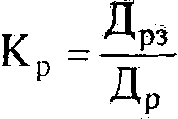 Кр = Дрз / Др